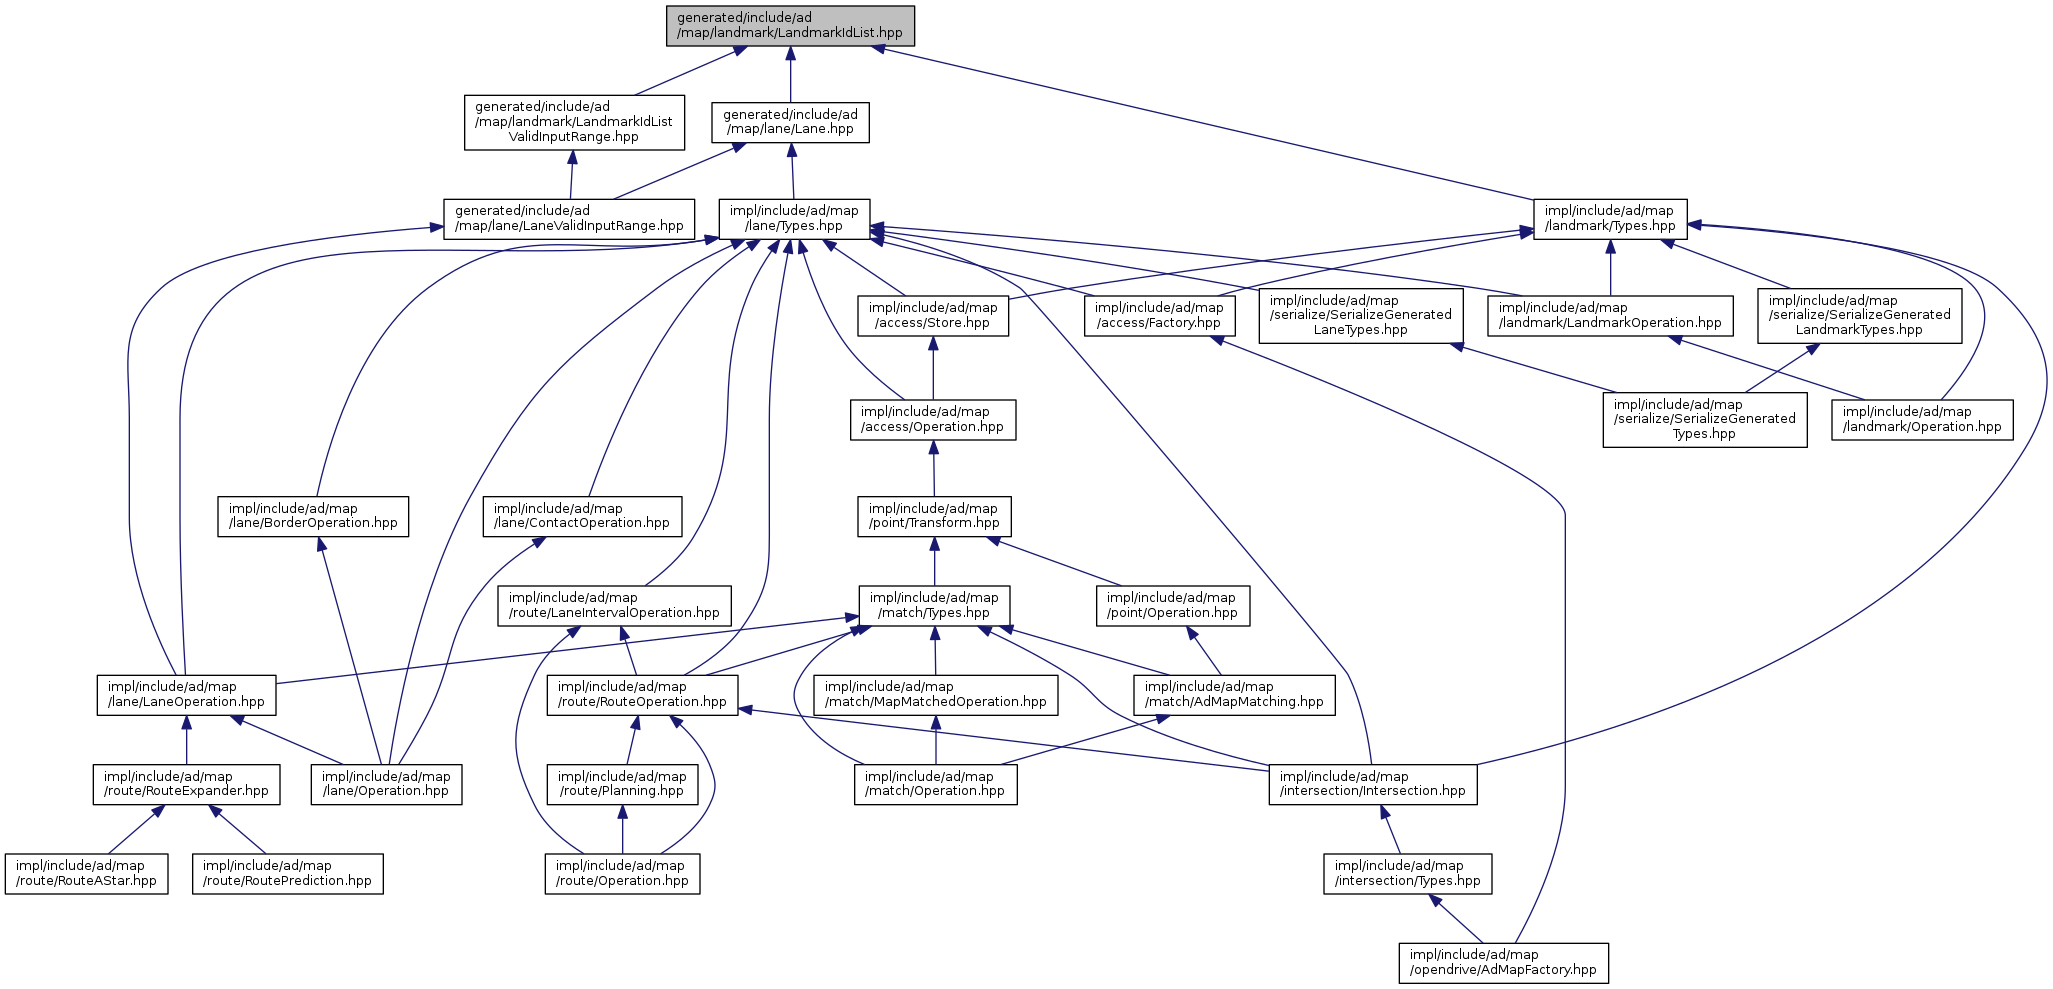 generated/include/ad
/map/landmark/LandmarkIdList.hpp
generated/include/ad
/map/landmark/LandmarkIdList
ValidInputRange.hpp
generated/include/ad
/map/lane/Lane.hpp
generated/include/ad
/map/lane/LaneValidInputRange.hpp
impl/include/ad/map
/lane/Types.hpp
impl/include/ad/map
/landmark/Types.hpp
impl/include/ad/map
/access/Store.hpp
impl/include/ad/map
/access/Factory.hpp
impl/include/ad/map
/serialize/SerializeGenerated
LaneTypes.hpp
impl/include/ad/map
/landmark/LandmarkOperation.hpp
impl/include/ad/map
/serialize/SerializeGenerated
LandmarkTypes.hpp
impl/include/ad/map
/access/Operation.hpp
impl/include/ad/map
/serialize/SerializeGenerated
Types.hpp
impl/include/ad/map
/landmark/Operation.hpp
impl/include/ad/map
/lane/BorderOperation.hpp
impl/include/ad/map
/lane/ContactOperation.hpp
impl/include/ad/map
/point/Transform.hpp
impl/include/ad/map
/route/LaneIntervalOperation.hpp
impl/include/ad/map
/match/Types.hpp
impl/include/ad/map
/point/Operation.hpp
impl/include/ad/map
/lane/LaneOperation.hpp
impl/include/ad/map
/route/RouteOperation.hpp
impl/include/ad/map
/match/MapMatchedOperation.hpp
impl/include/ad/map
/match/AdMapMatching.hpp
impl/include/ad/map
/route/RouteExpander.hpp
impl/include/ad/map
/lane/Operation.hpp
impl/include/ad/map
/route/Planning.hpp
impl/include/ad/map
/match/Operation.hpp
impl/include/ad/map
/intersection/Intersection.hpp
impl/include/ad/map
/route/RouteAStar.hpp
impl/include/ad/map
/route/RoutePrediction.hpp
impl/include/ad/map
/route/Operation.hpp
impl/include/ad/map
/intersection/Types.hpp
impl/include/ad/map
/opendrive/AdMapFactory.hpp